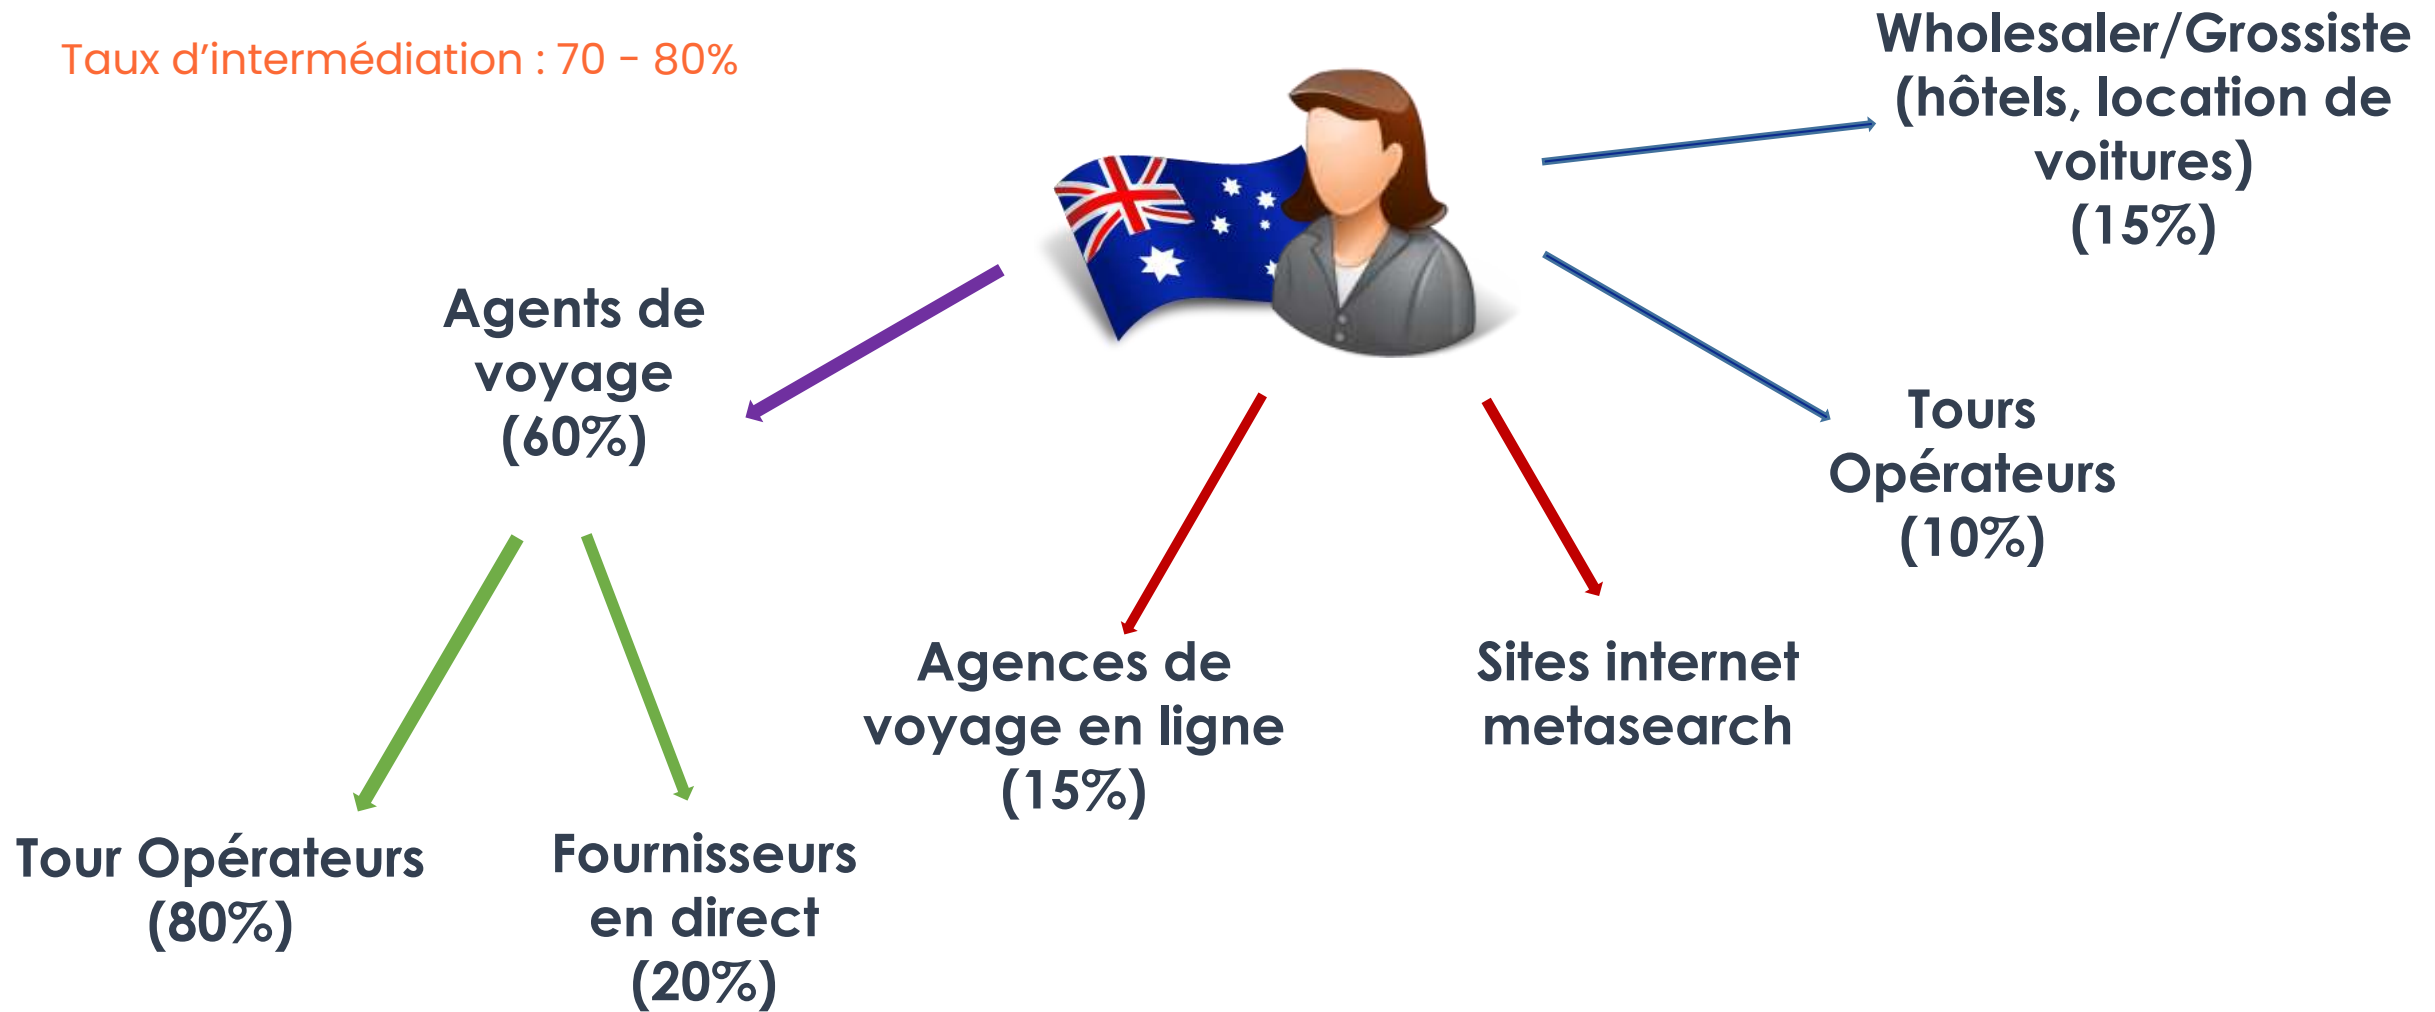 Taux d’intermédiation : 70 - 80%
Wholesaler/Grossiste
(hôtels, location de
voitures)
(15%)
Agents de
voyage
(60%)
Tours
Opérateurs
(10%)
Agences de
voyage en ligne
(15%)
Sites internet
metasearch
Tour Opérateurs
(80%)
Fournisseurs
en direct
(20%)